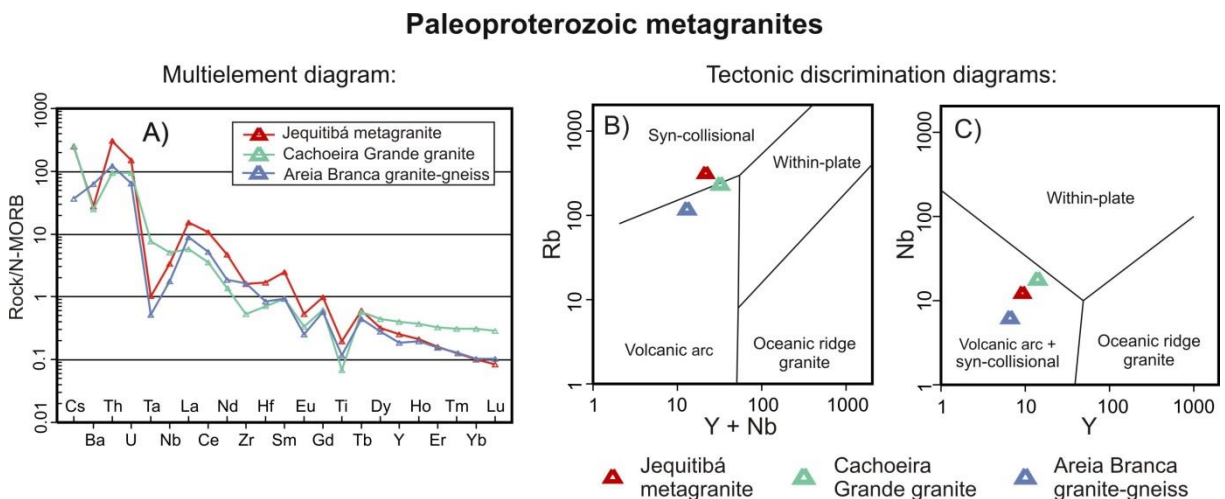 Paleoproterozoic metagranites
Multielement diagram:
Tectonic discrimination diagrams:
A)
Jequitibá metagranite
Cachoeira Grande granite
Areia Branca granite-gneiss
Rock/N-MORB
1000
100
10
1
0.1
0.01
Cs Th Ta La Nd Hf Eu Ti Dy Ho Tm Lu
Ba U Nb Ce Zr Sm Gd Tb Y Er Yb
B)
Syn-collisional
Within-plate
Volcanic arc
Oceanic ridge
granite
Rb
1000
100
10
1
1 10 100 1000
Y + Nb
C)
Within-plate
Volcanic arc +
syn-collisional
Oceanic ridge
granite
Nb
1000
100
10
1
1 10 100 1000
Y
Jequitibá
metagranite
Cachoeira
Grande granite
Areia Branca
granite-gneiss